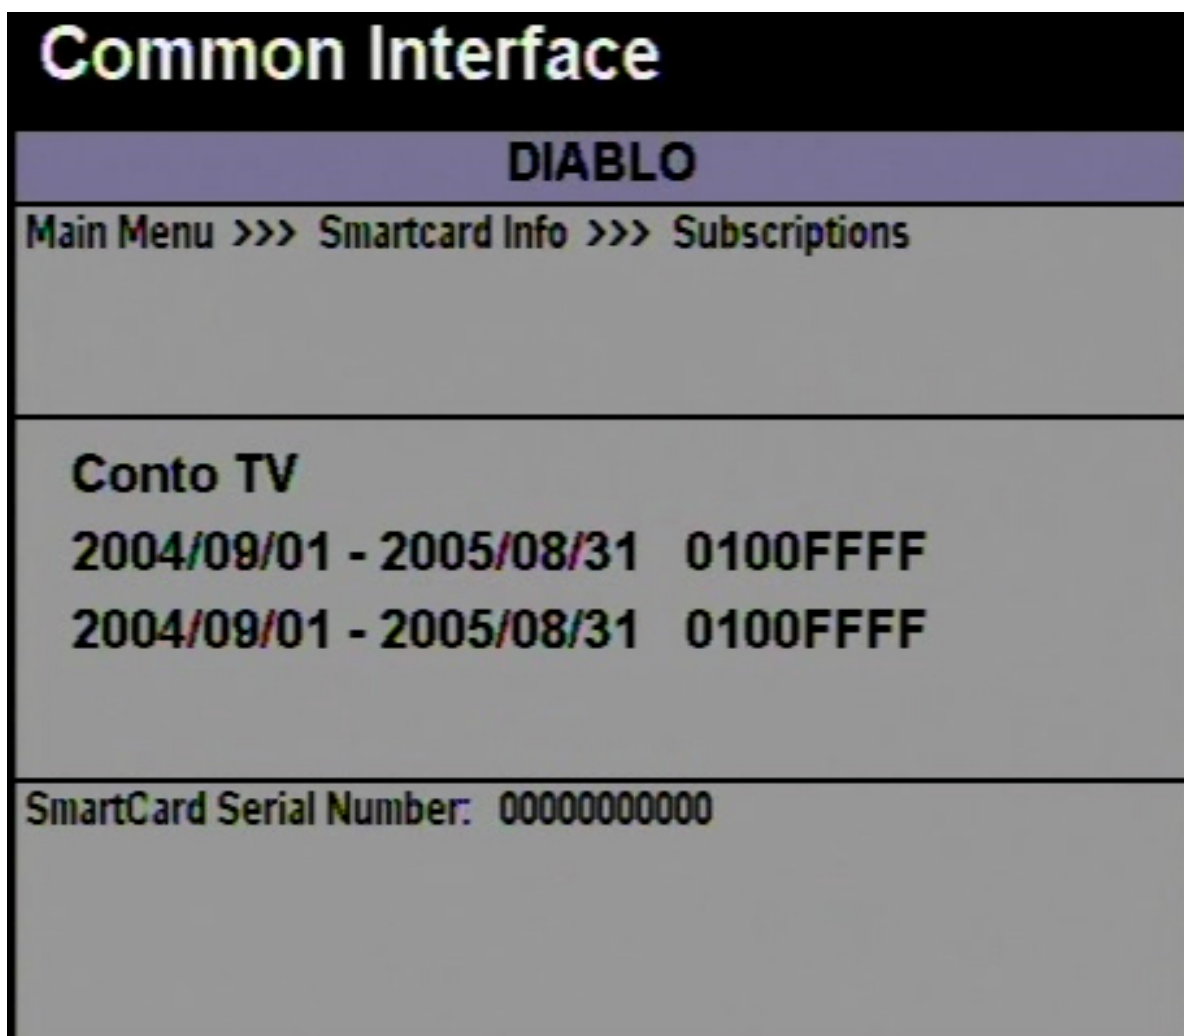 Common Interface
DIABLO
Main Menu >>> Smartcard Info >>> Subscriptions
Conto TV
2004/09/01 - 2005/08/31 0100FFFF
2004/09/01 - 2005/08/31 0100FFFF
SmartCard Serial Number: 00000000000